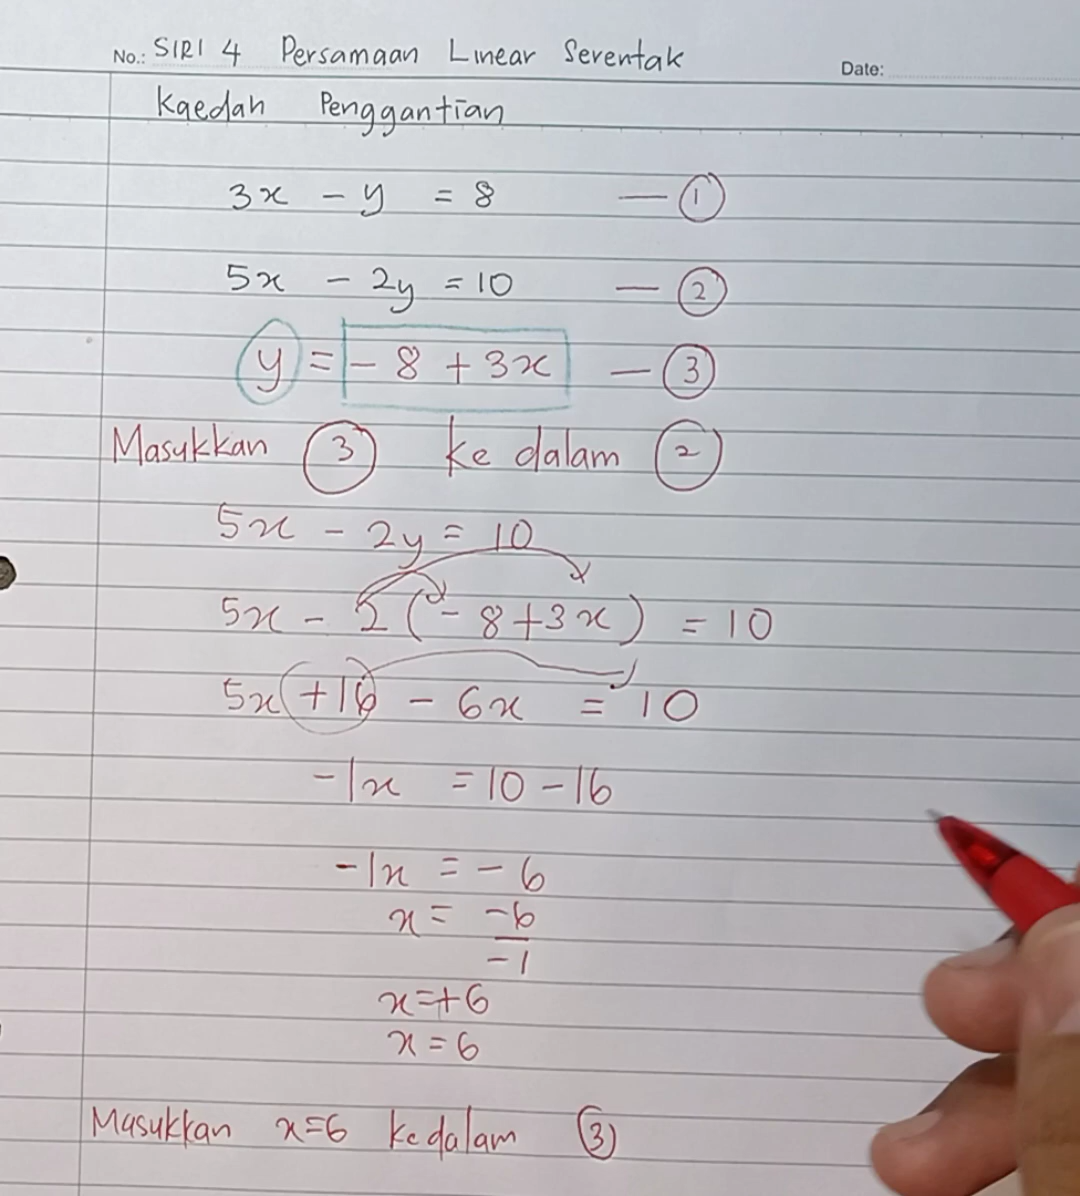 No.: SIRI 4 Persamaan Linear Serentak Date:
Kaedah Penggantian
3x - y = 8 — ①
5x - 2y = 10 — ②
y = - 8 + 3x — ③
Masukkan ③ ke dalam ②
5x - 2y = 10
5x - 2(- 8 + 3x) = 10
5x + 16 - 6x = 10
-1x = 10 - 16
-1x = - 6
x = -6/-1
x = +6
x = 6
Masukkan x=6 kedalam ③